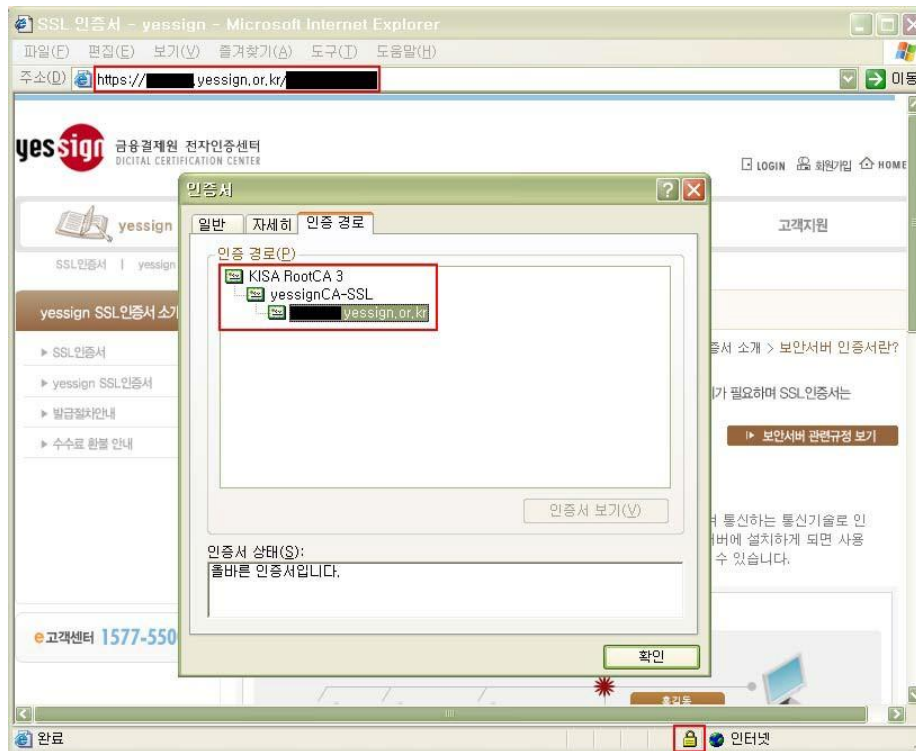 SSL 인증서 - yessign - Microsoft Internet Explorer
파일(F) 편집(E) 보기(V) 즐겨찾기(A) 도구(T) 도움말(H)
주소(D) https:// .yessign.or.kr/ 이동
yessign 금융결제원 전자인증센터
DIGITAL CERTIFICATION CENTER
LOGIN 회원가입 HOME
인증서
yessign
일반 자세히 인증 경로
고객지원
인증 경로(P)
SSL인증서 | yessign
KISA RootCA 3
yessignCA-SSL
yessign.or.kr
yessign SSL인증서 소개
SSL인증서
증서 소개 > 보안서버 인증서란?
yessign SSL인증서
가 필요하며 SSL인증서는
발급절차안내
수수료 환불 안내
보안서버 관련규정 보기
인증서 보기(V)
통신하는 통신기술로 인
버에 설치하게 되면 사용
수 있습니다.
인증서 상태(S):
올바른 인증서입니다.
e고객센터 1577-550
확인
홍길동
완료 인터넷